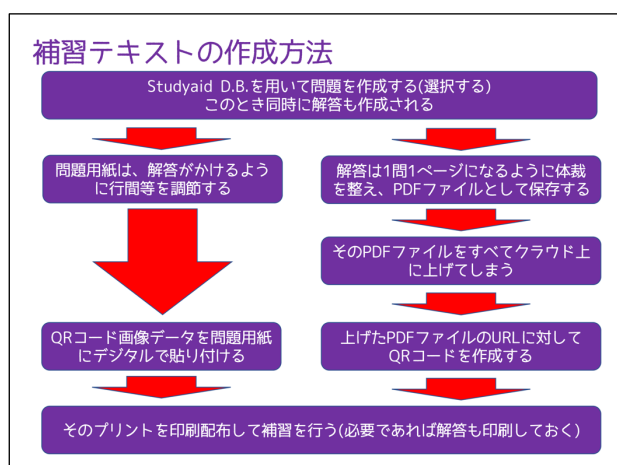 補習テキストの作成方法
Studyaid D.B.を用いて問題を作成する(選択する)
このとき同時に解答も作成される
問題用紙は、解答がかけるよう
に行間等を調節する
解答は1問1ページになるように体裁
を整え、PDFファイルとして保存する
そのPDFファイルをすべてクラウド上
に上げてしまう
QRコード画像データを問題用紙
にデジタルで貼り付ける
上げたPDFファイルのURLに対して
QRコードを作成する
そのプリントを印刷配布して補習を行う(必要であれば解答も印刷しておく)